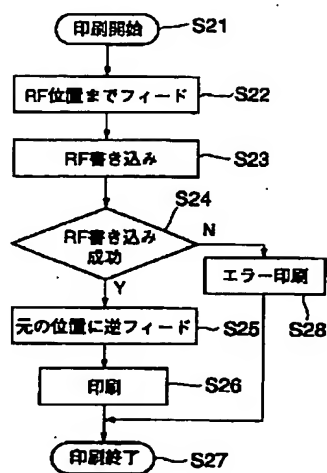 印刷開始 S21
RF位置までフィード S22
RF書き込み S23
S24
RF書き込み
成功
N
Y
エラー印刷
S28
元の位置に逆フィード S25
印刷 S26
印刷終了 S27